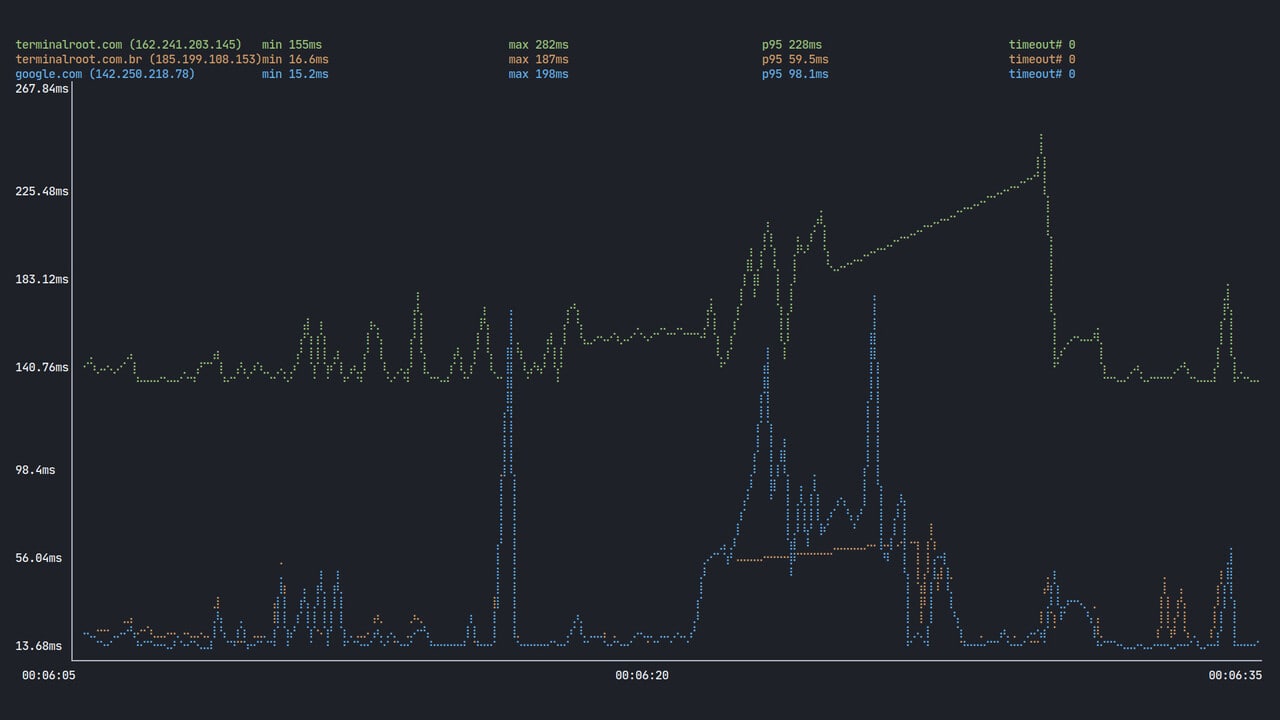 terminalroot.com (162.241.203.145) min 155ms max 282ms p95 228ms timeout# 0
terminalroot.com.br (185.199.108.153)min 16.6ms max 187ms p95 59.5ms timeout# 0
google.com (142.250.218.78) min 15.2ms max 198ms p95 98.1ms timeout# 0
267.84ms
225.48ms
183.12ms
140.76ms
98.4ms
56.04ms
13.68ms
00:06:05 00:06:20 00:06:35